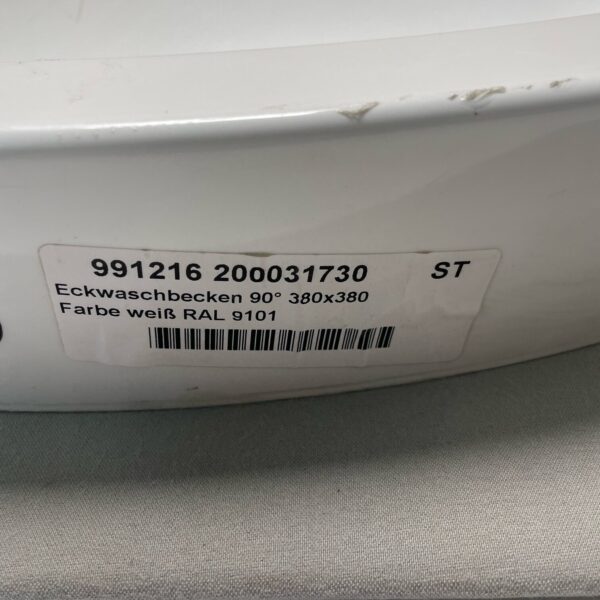 991216 200031730 ST
Eckwaschbecken 90° 380x380
Farbe weiß RAL 9101